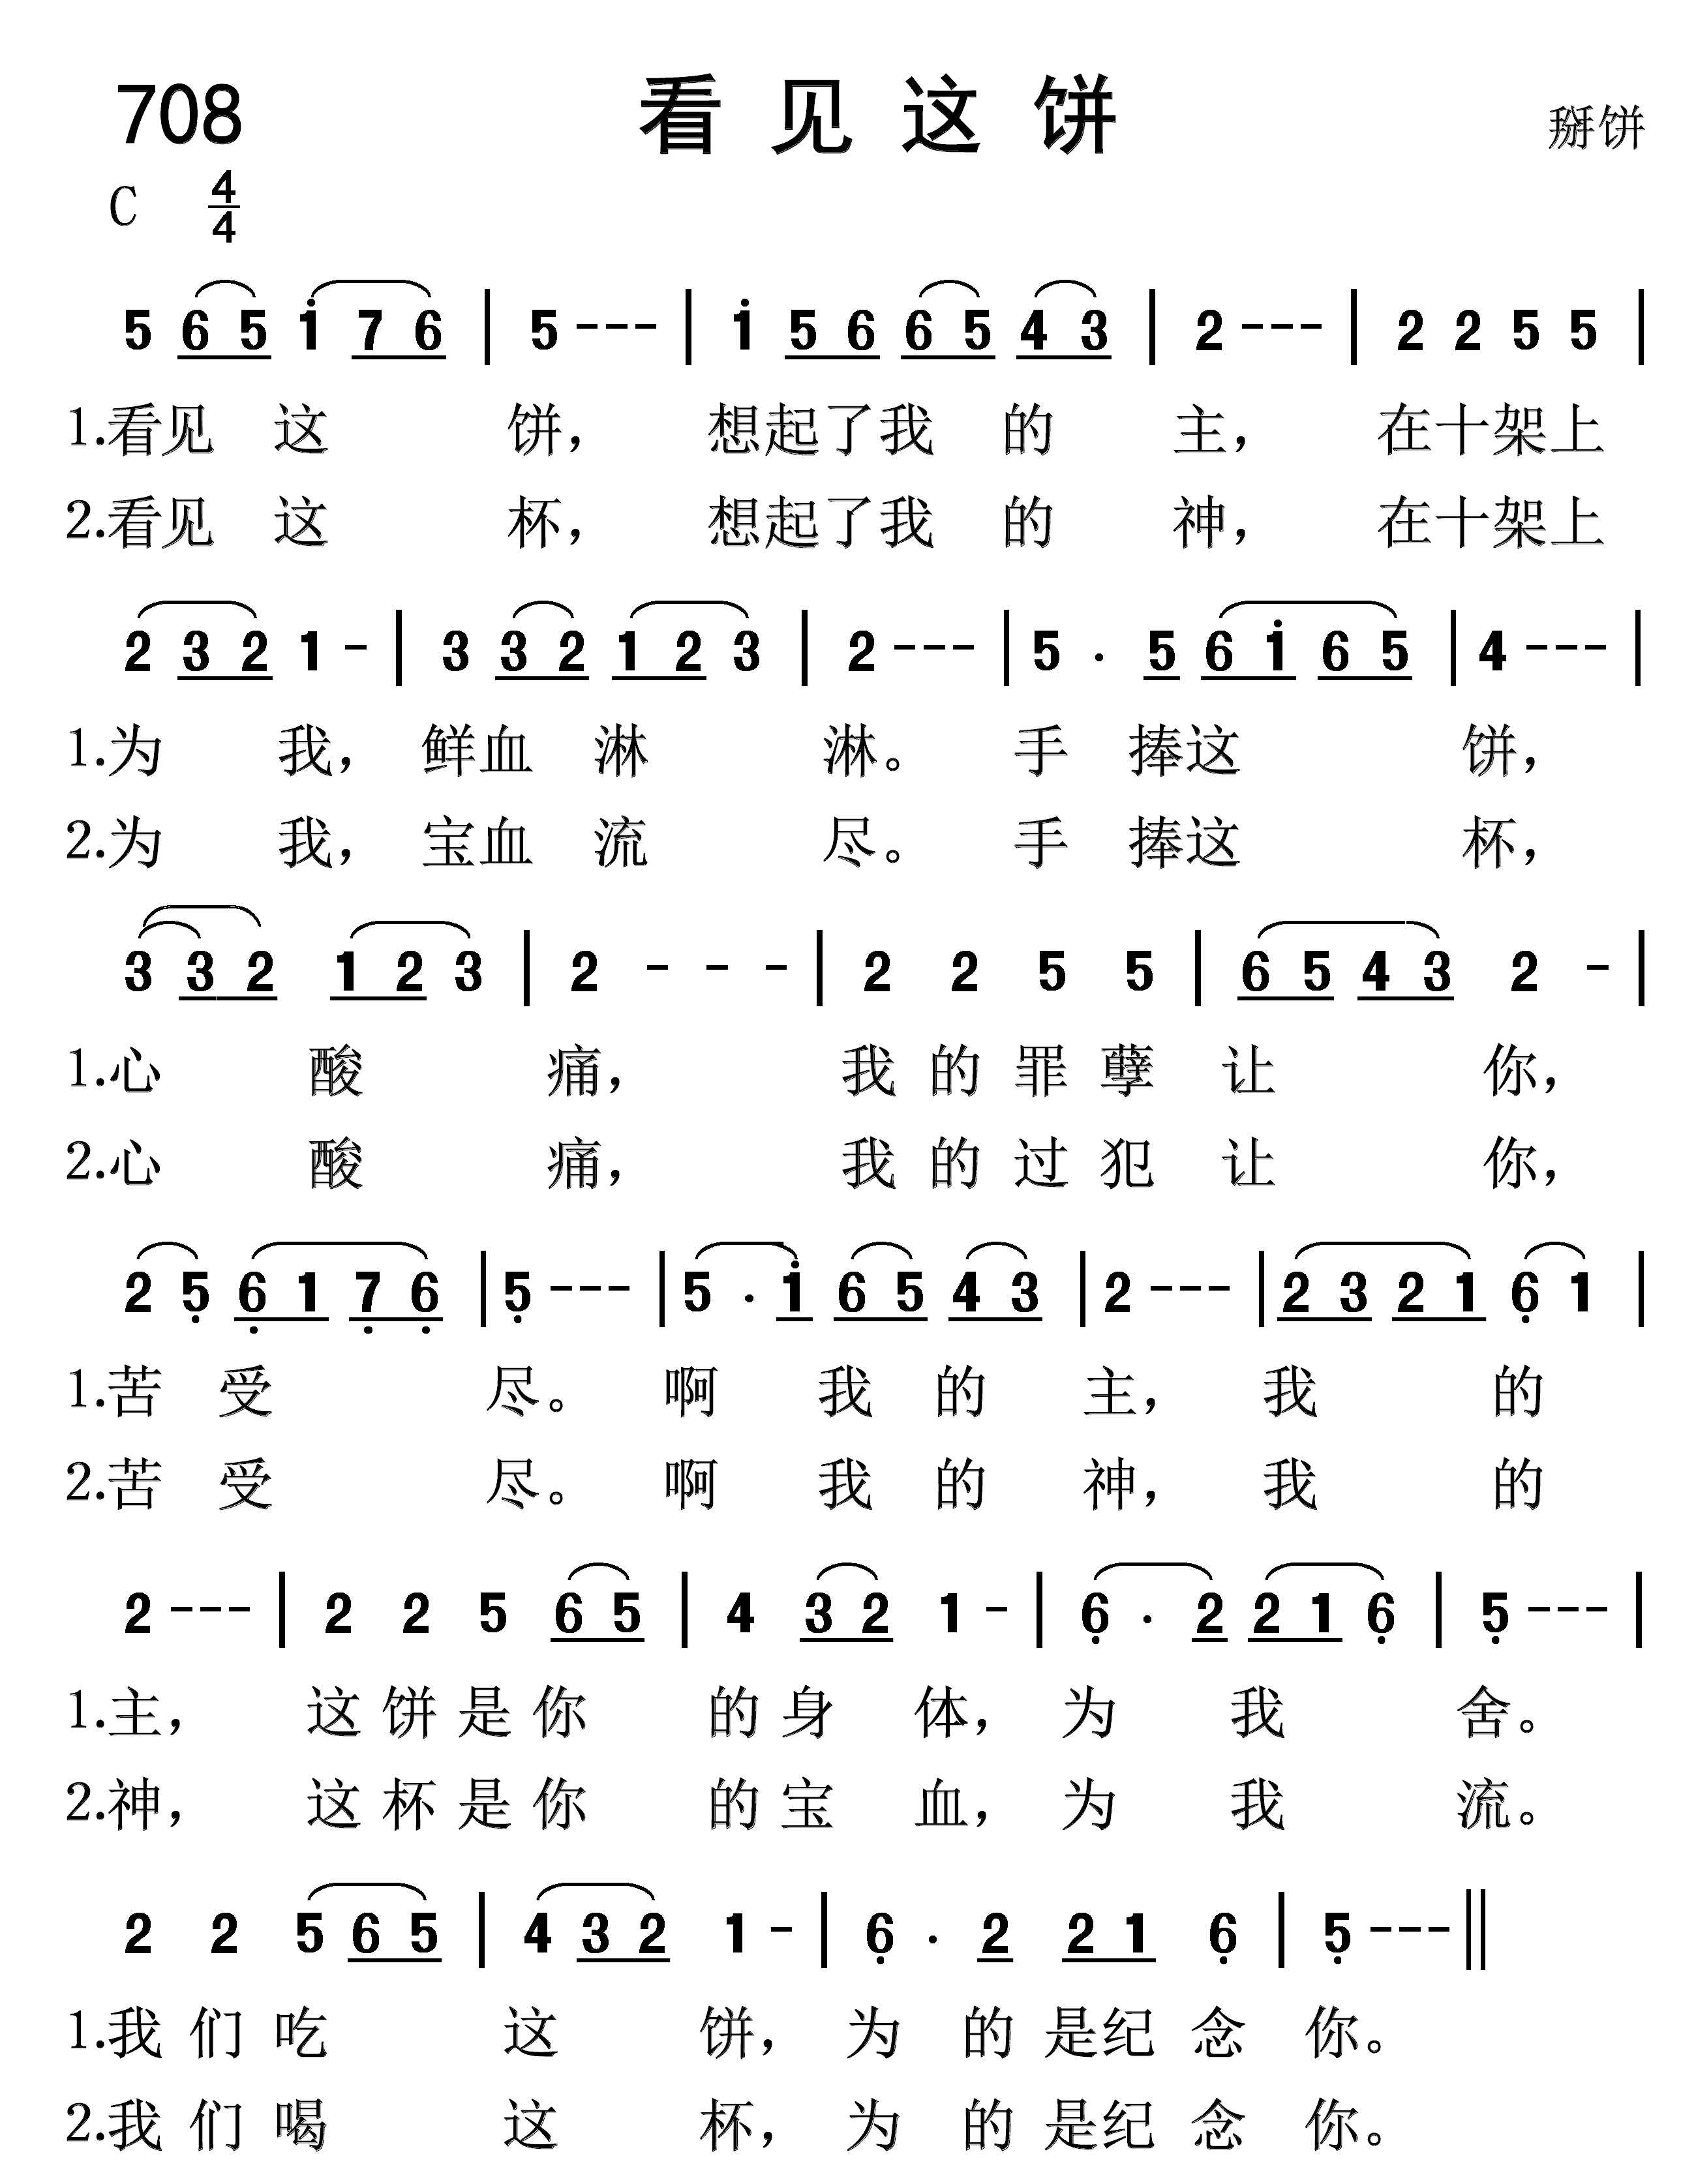 708 看见这饼 掰饼
C 4/4
5 6 5 i 7 6 | 5 - - - | i 5 6 6 5 4 3 | 2 - - - | 2 2 5 5 |
1.看见 这 饼， 想起了我 的 主， 在十架上
2.看见 这 杯， 想起了我 的 神， 在十架上
2 3 2 1 - | 3 3 2 1 2 3 | 2 - - - | 5 . 5 6 i 6 5 | 4 - - - |
1.为 我， 鲜血 淋 淋。 手 捧这 饼，
2.为 我， 宝血 流 尽。 手 捧这 杯，
3 3 2 1 2 3 | 2 - - - | 2 2 5 5 | 6 5 4 3 2 - |
1.心 酸 痛， 我 的 罪 孽 让 你，
2.心 酸 痛， 我 的 过 犯 让 你，
2 5̣ 6̣ 1 7̣ 6̣ | 5̣ - - - | 5 . i 6 5 4 3 | 2 - - - | 2 3 2 1 6̣ 1 |
1.苦 受 尽。 啊 我 的 主， 我 的
2.苦 受 尽。 啊 我 的 神， 我 的
2 - - - | 2 2 5 6 5 | 4 3 2 1 - | 6̣ . 2 2 1 6̣ | 5̣ - - - |
1.主， 这 饼 是 你 的 身 体， 为 我 舍。
2.神， 这 杯 是 你 的 宝 血， 为 我 流。
2 2 5 6 5 | 4 3 2 1 - | 6̣ . 2 2 1 6̣ | 5̣ - - - ||
1.我 们 吃 这 饼， 为 的 是纪 念 你。
2.我 们 喝 这 杯， 为 的 是纪 念 你。